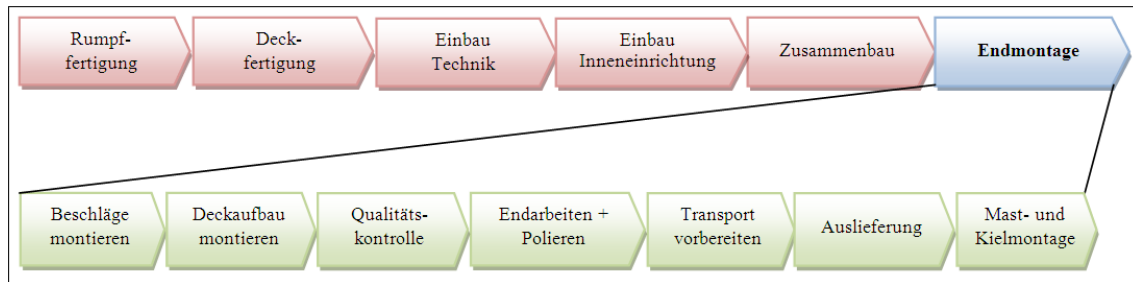 Rumpf-
fertigung
Deck-
fertigung
Einbau
Technik
Einbau
Inneneinrichtung
Zusammenbau
Endmontage
Beschläge
montieren
Deckaufbau
montieren
Qualitäts-
kontrolle
Endarbeiten +
Polieren
Transport
vorbereiten
Auslieferung
Mast- und
Kielmontage